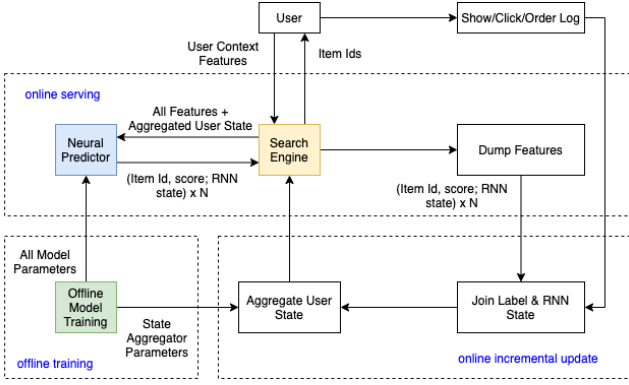 User
Show/Click/Order Log
User Context
Features
Item Ids
online serving
All Features +
Aggregated User State
Neural
Predictor
Search
Engine
Dump Features
(Item Id, score; RNN
state) x N
(Item Id, score; RNN
state) x N
All Model
Parameters
Offline
Model
Training
Aggregate User
State
Join Label & RNN
State
State
Aggregator
Parameters
offline training
online incremental update